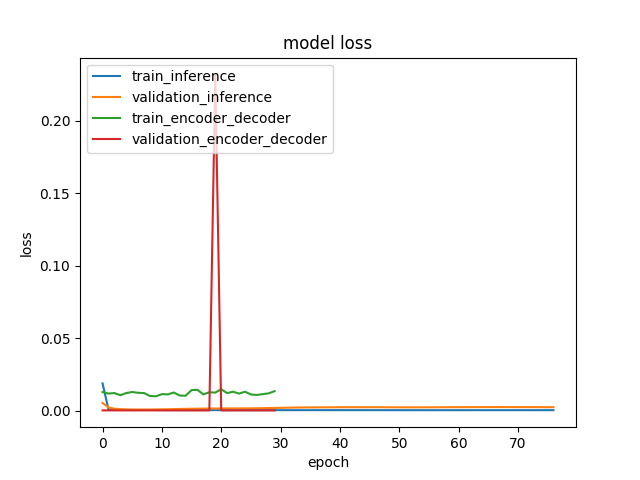 model loss
train_inference
validation_inference
train_encoder_decoder
validation_encoder_decoder
loss
0.20
0.15
0.10
0.05
0.00
0 10 20 30 40 50 60 70
epoch